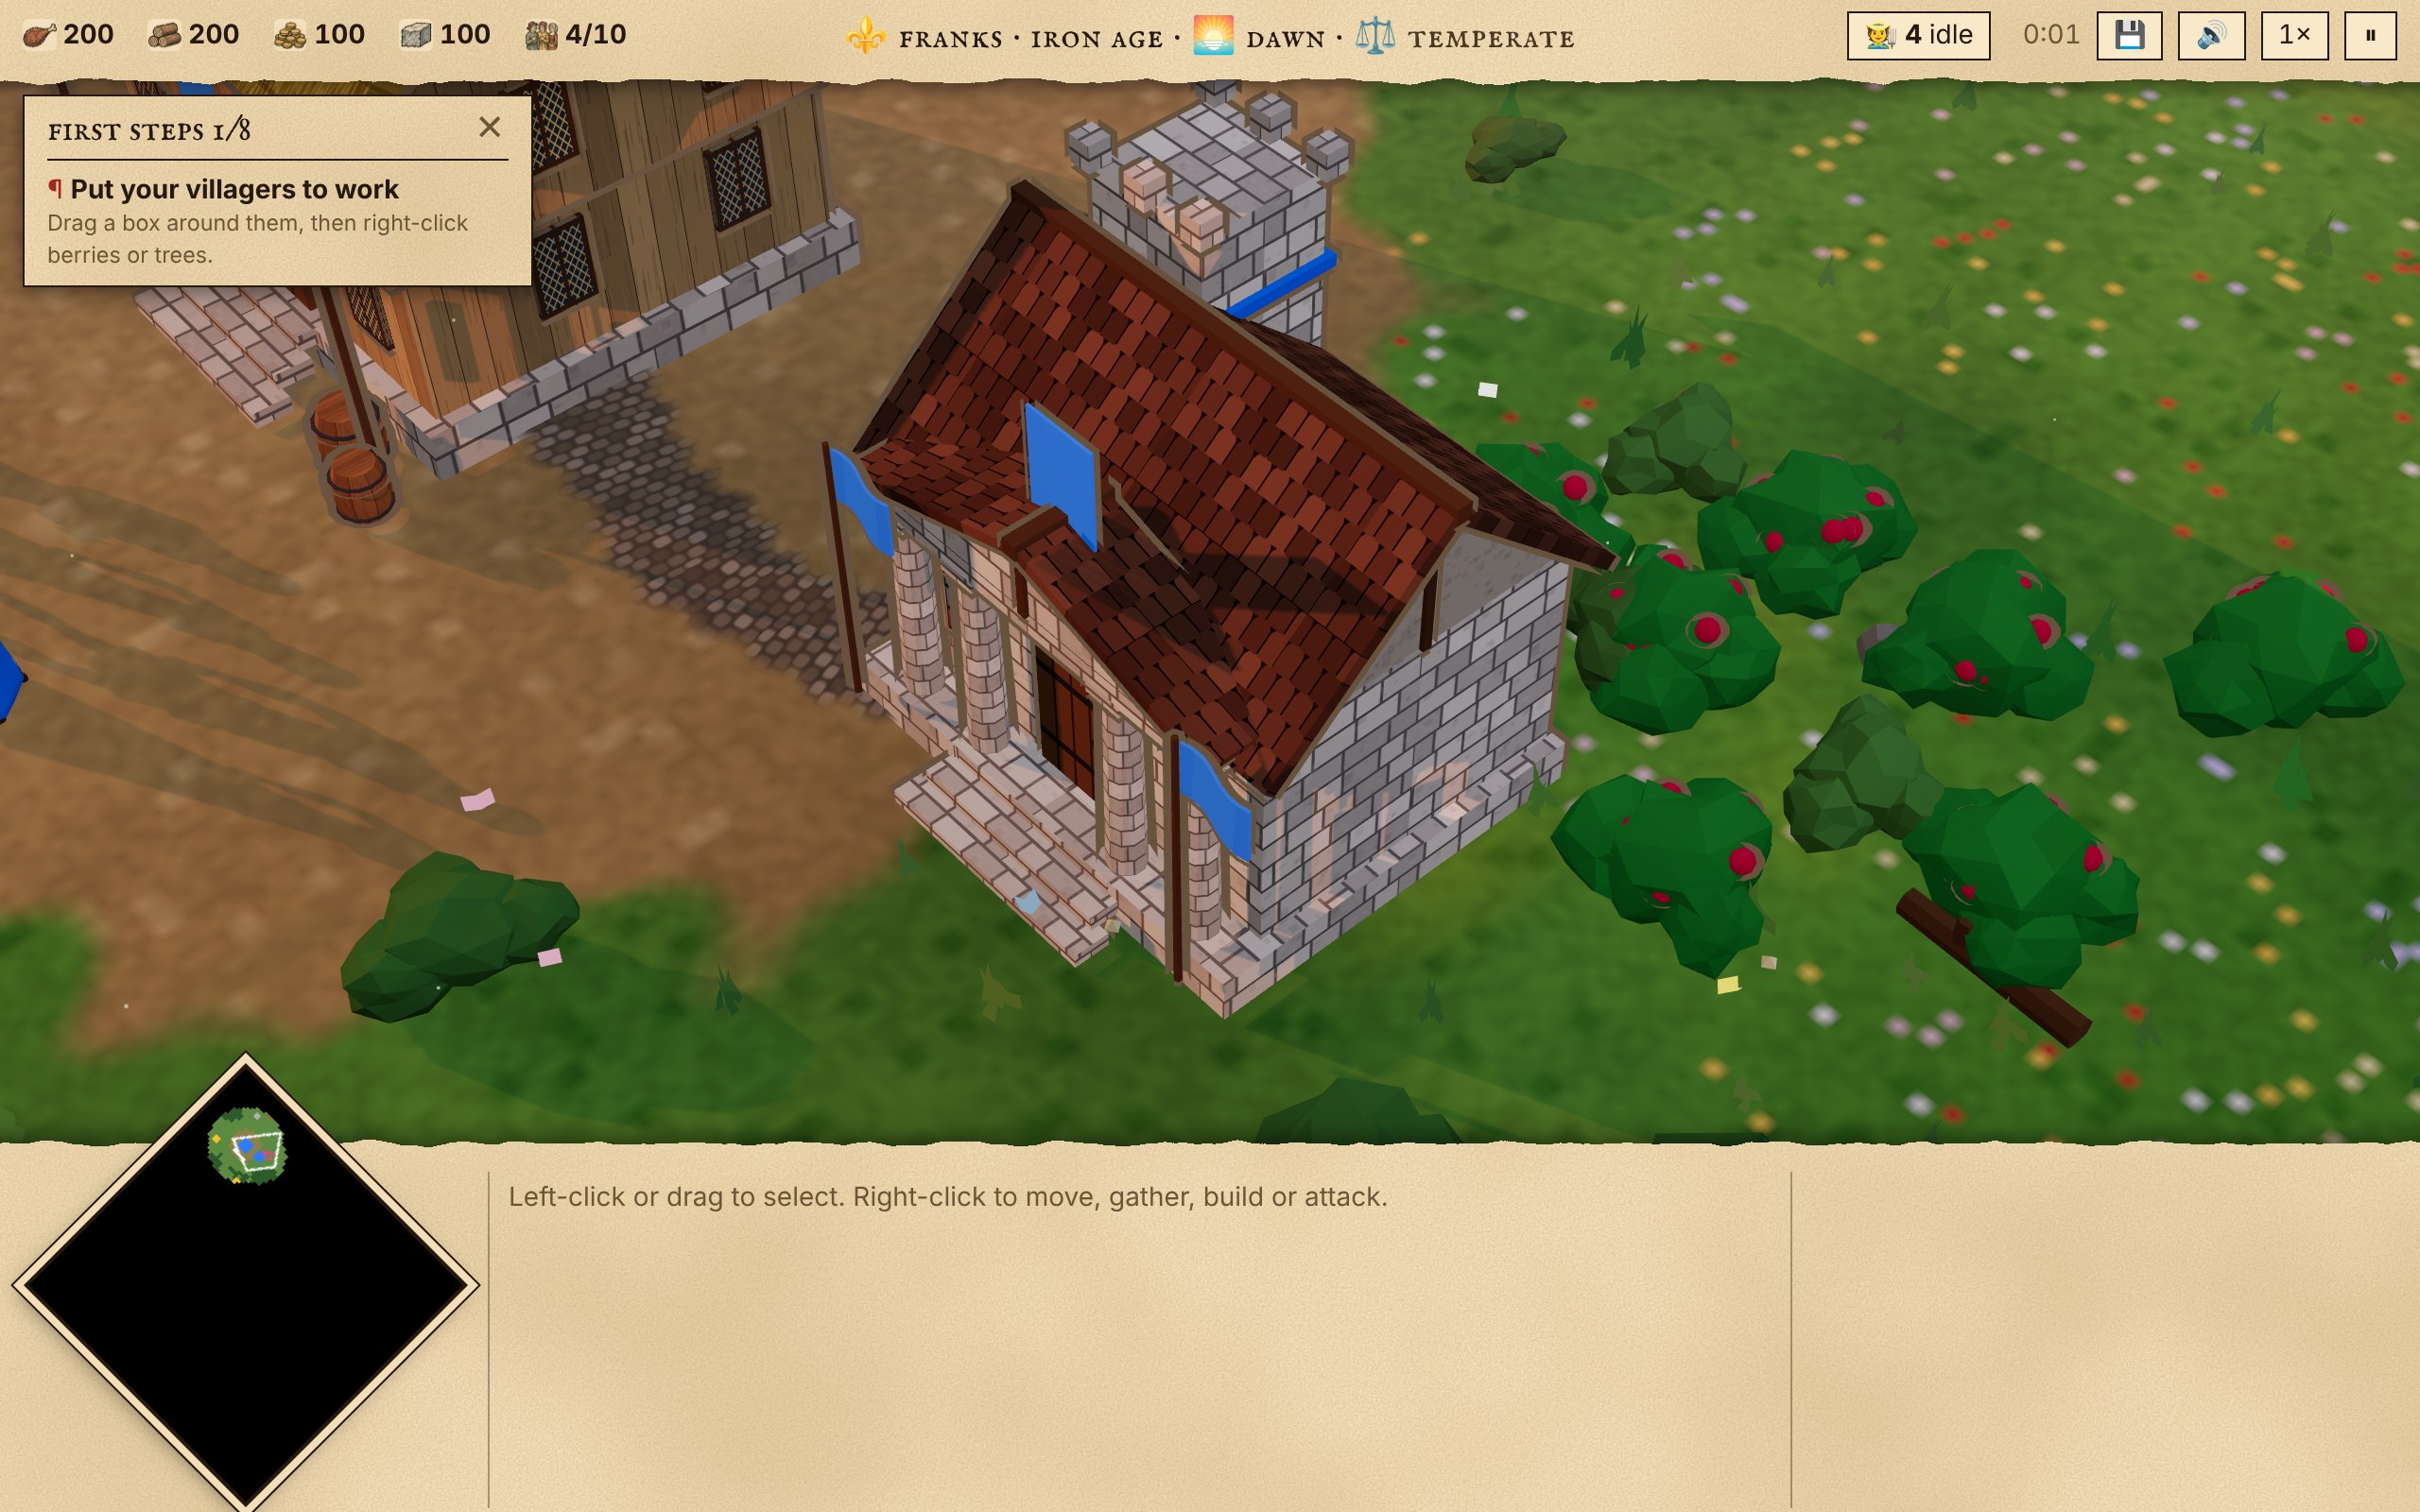 200 200 100 100 4/10
FRANKS · IRON AGE · DAWN · TEMPERATE
4 idle 0:01 1×
FIRST STEPS 1/8
¶ Put your villagers to work
Drag a box around them, then right-click
berries or trees.
Left-click or drag to select. Right-click to move, gather, build or attack.